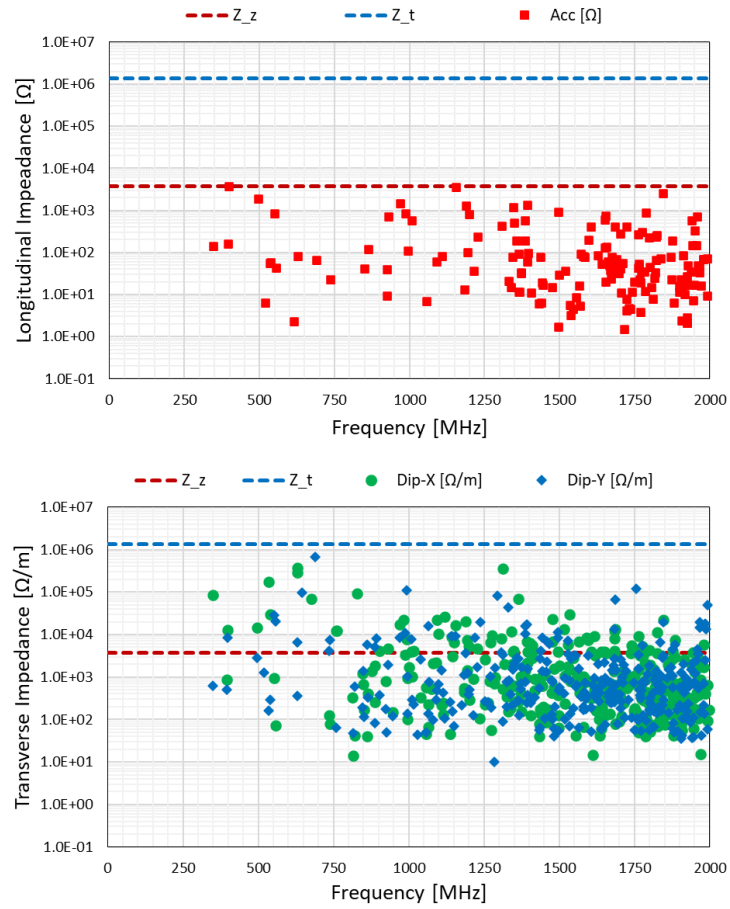 Z_z Z_t Acc [Ω]
1.0E+07
1.0E+06
1.0E+05
1.0E+04
1.0E+03
1.0E+02
1.0E+01
1.0E+00
1.0E-01
Longitudinal Impeadance [Ω]
0 250 500 750 1000 1250 1500 1750 2000
Frequency [MHz]
Z_z Z_t Dip-X [Ω/m] Dip-Y [Ω/m]
1.0E+07
1.0E+06
1.0E+05
1.0E+04
1.0E+03
1.0E+02
1.0E+01
1.0E+00
1.0E-01
Transverse Impedance [Ω/m]
0 250 500 750 1000 1250 1500 1750 2000
Frequency [MHz]